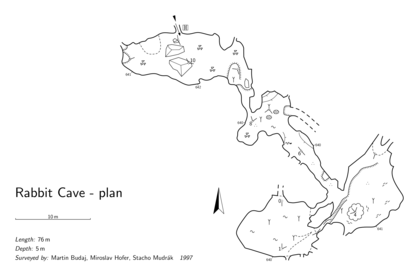 Rabbit Cave - plan
10 m
Length: 76 m
Depth: 5 m
Surveyed by: Martin Budaj, Miroslav Hofer, Stacho Mudrák 1997